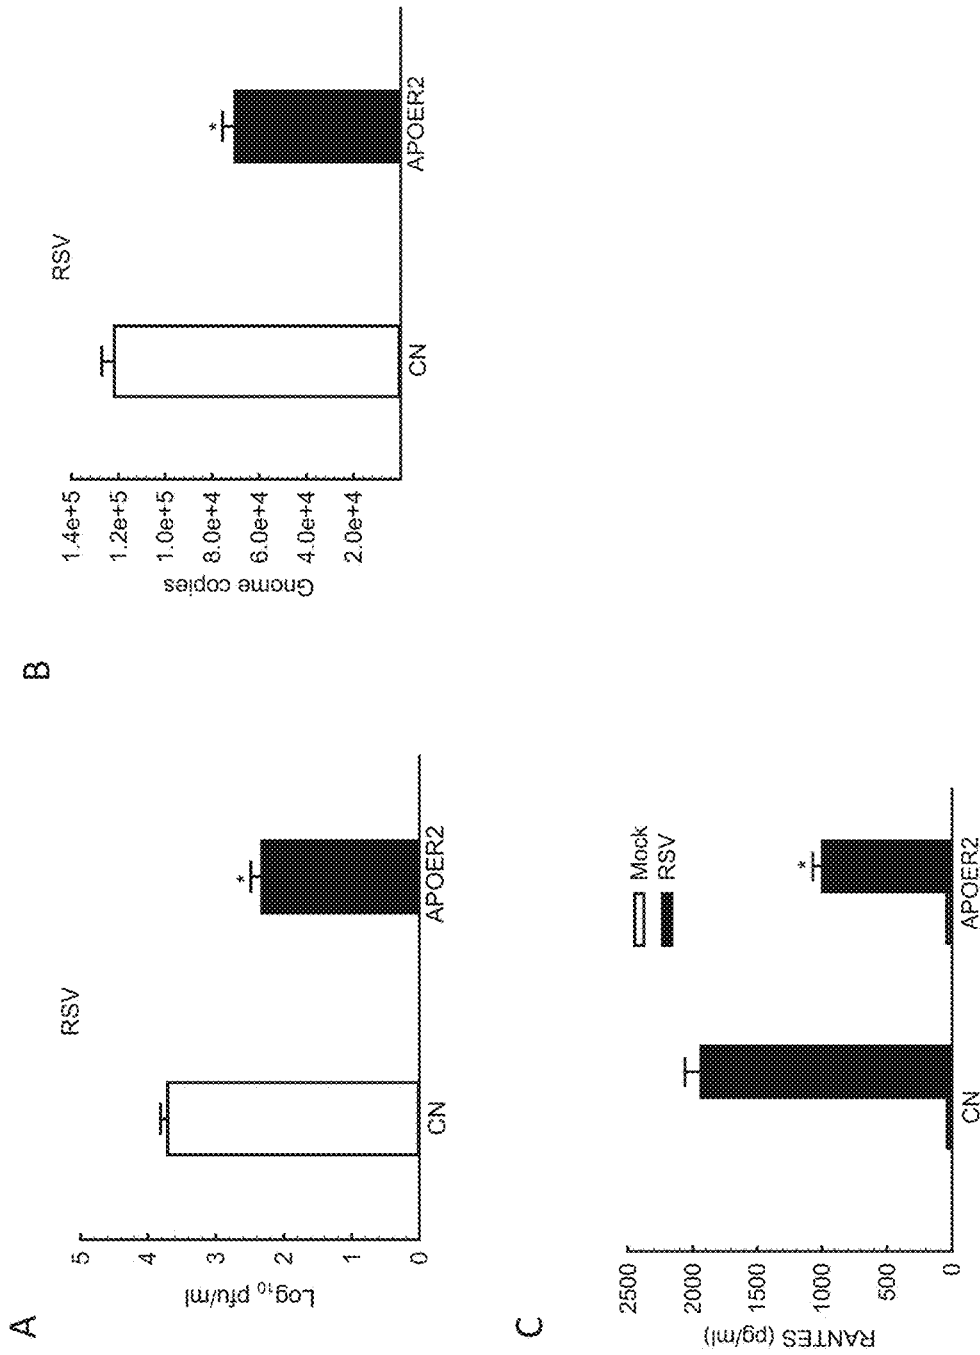 A
RSV
Log10 pfu/ml
5
4
3
2
1
0
CN
APOER2
*
B
RSV
Gnome copies
1.4e+5
1.2e+5
1.0e+5
8.0e+4
6.0e+4
4.0e+4
2.0e+4
CN
APOER2
*
C
Mock
RSV
RANTES (pg/ml)
2500
2000
1500
1000
500
0
CN
APOER2
*